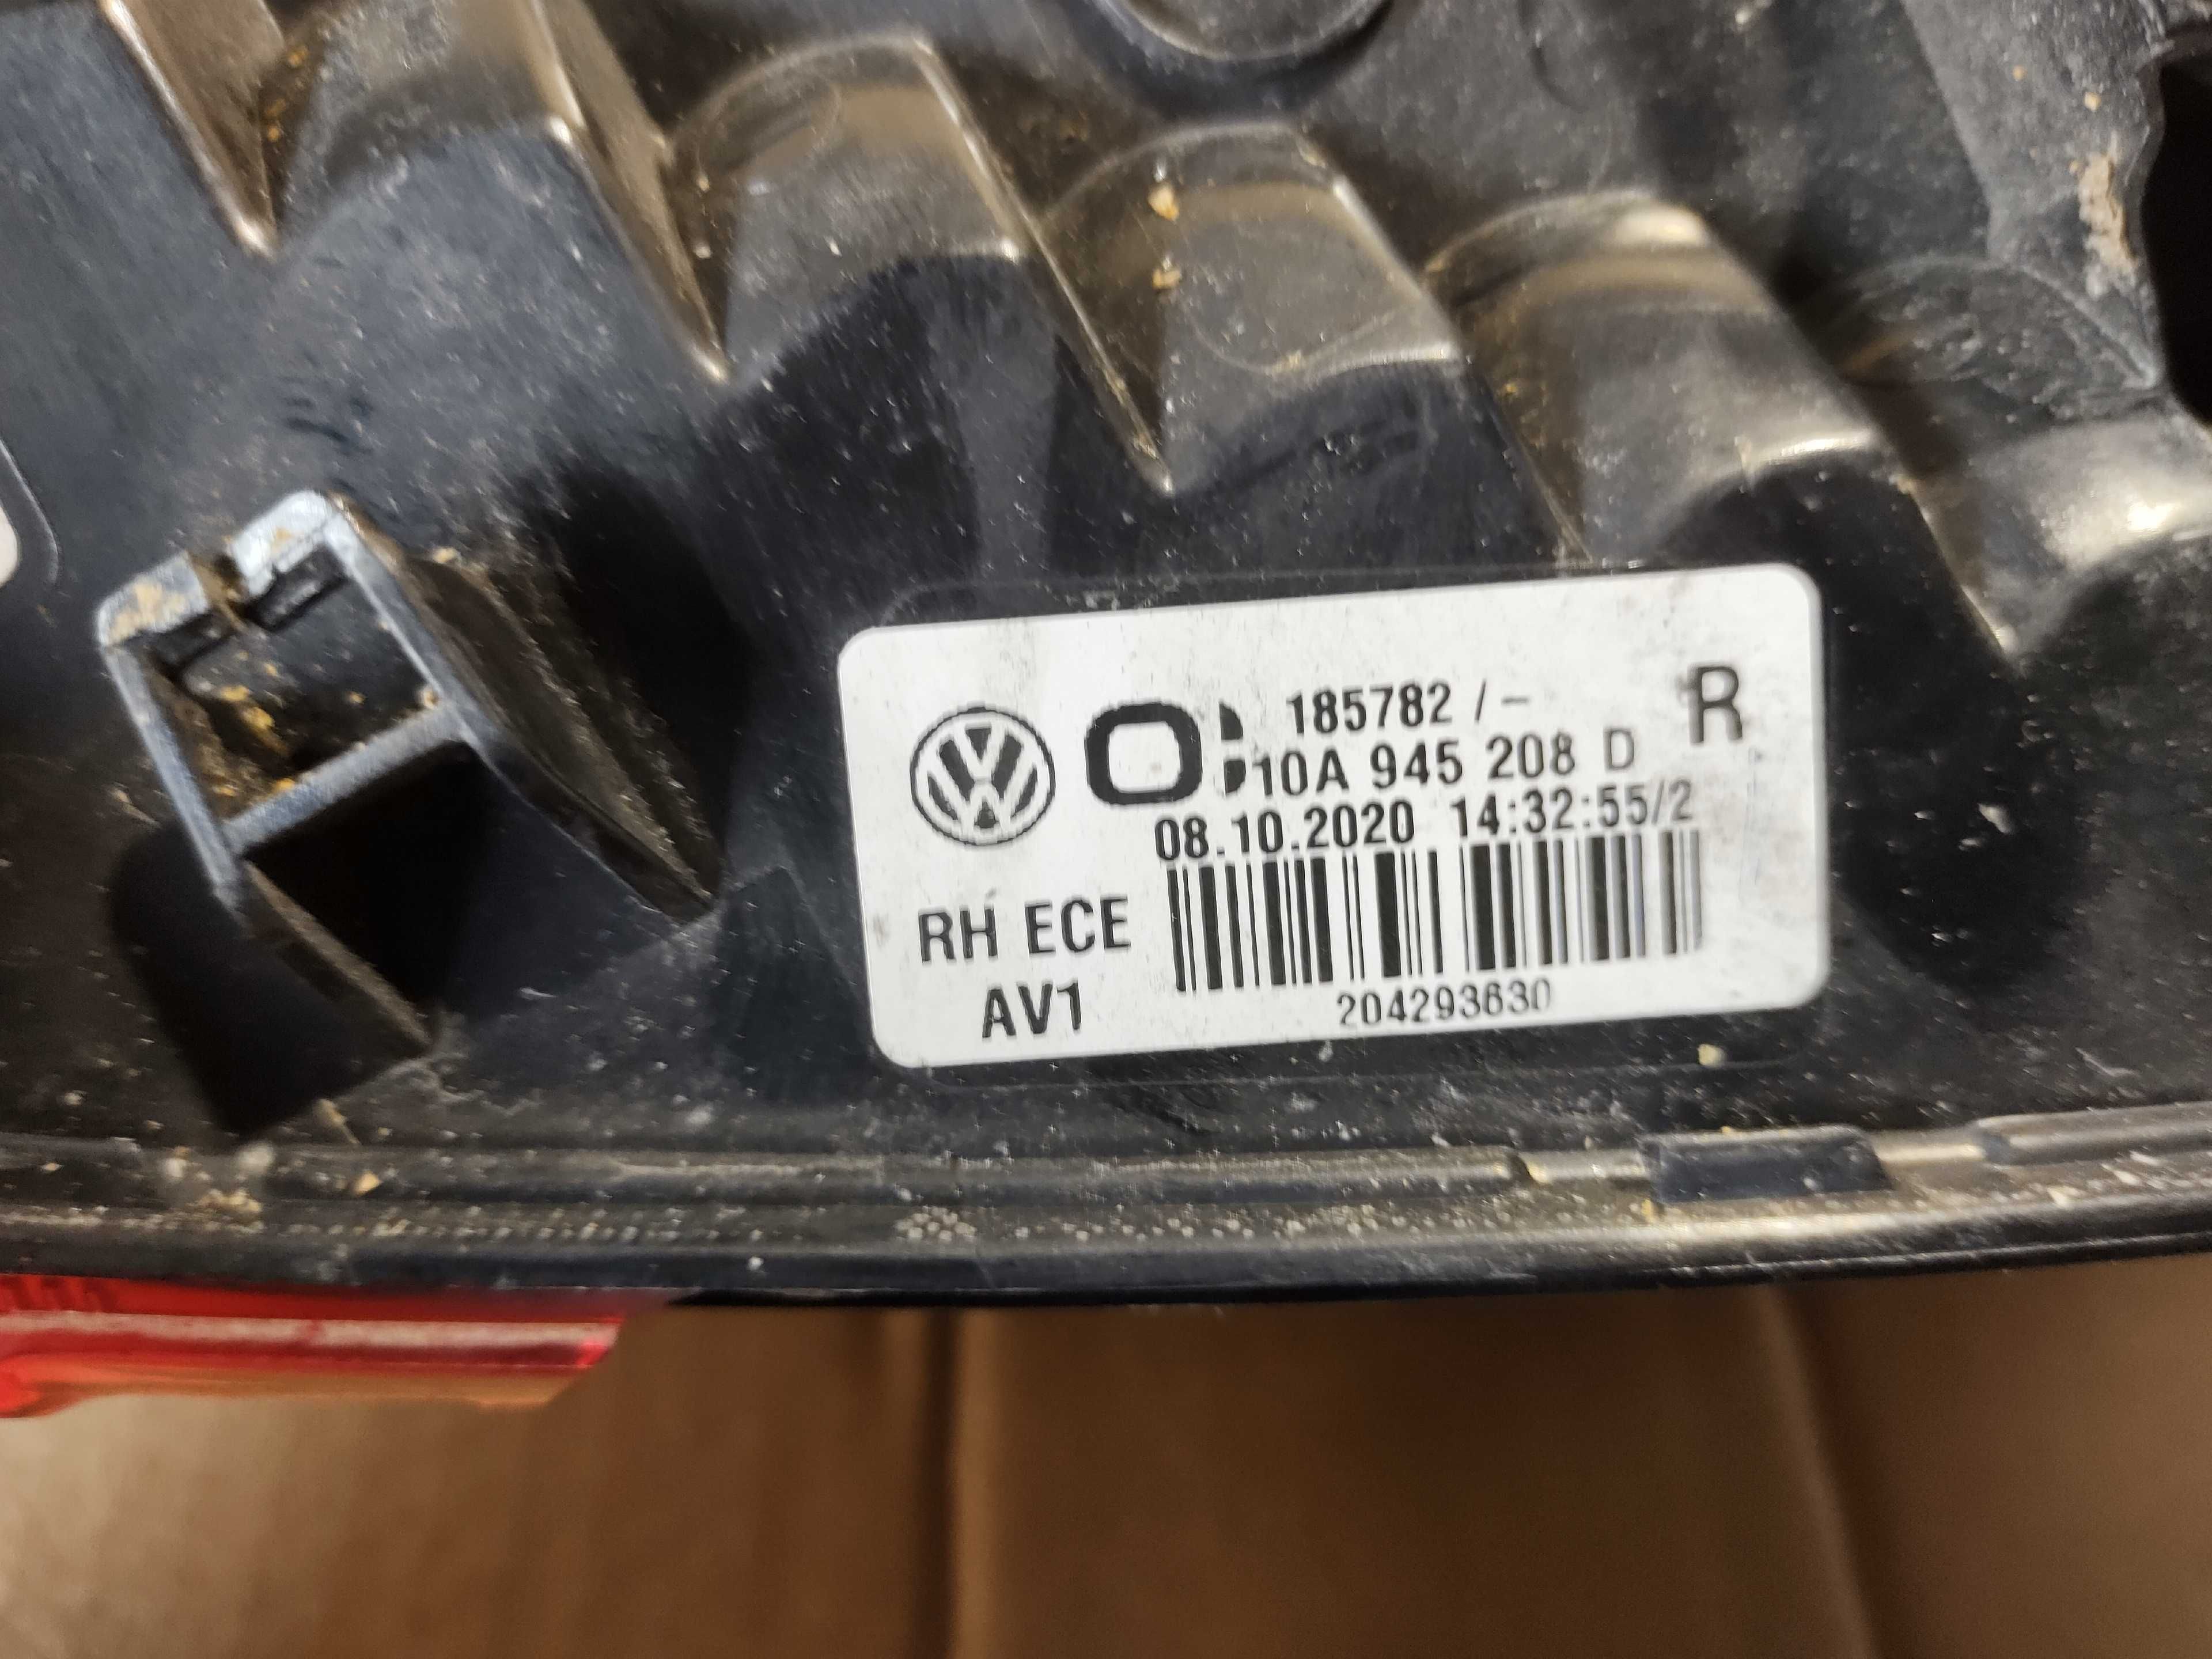 185782 / -
R
10A 945 208 D
08.10.2020 14:32:55/2
RH ECE
AV1
204293630